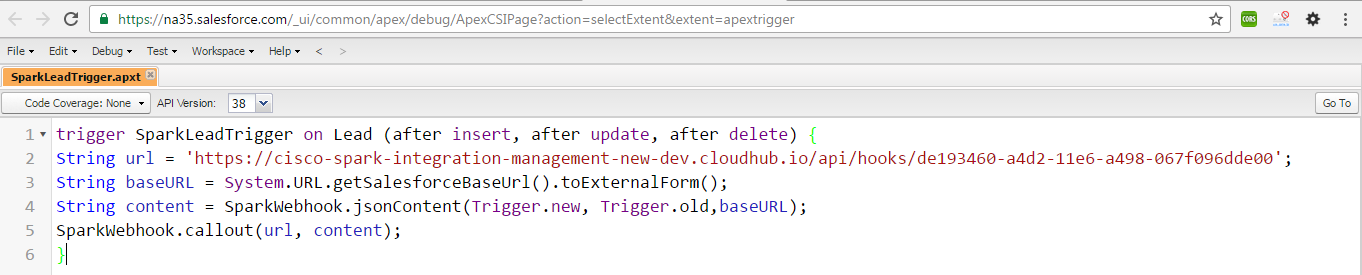 https://na35.salesforce.com/_ui/common/apex/debug/ApexCSIPage?action=selectExtent&extent=apextrigger
CORS
File Edit Debug Test Workspace Help < >
SparkLeadTrigger.apxt
Code Coverage: None API Version: 38 Go To
1 trigger SparkLeadTrigger on Lead (after insert, after update, after delete) {
2 String url = 'https://cisco-spark-integration-management-new-dev.cloudhub.io/api/hooks/de193460-a4d2-11e6-a498-067f096dde00';
3 String baseURL = System.URL.getSalesforceBaseUrl().toExternalForm();
4 String content = SparkWebhook.jsonContent(Trigger.new, Trigger.old,baseURL);
5 SparkWebhook.callout(url, content);
6 }